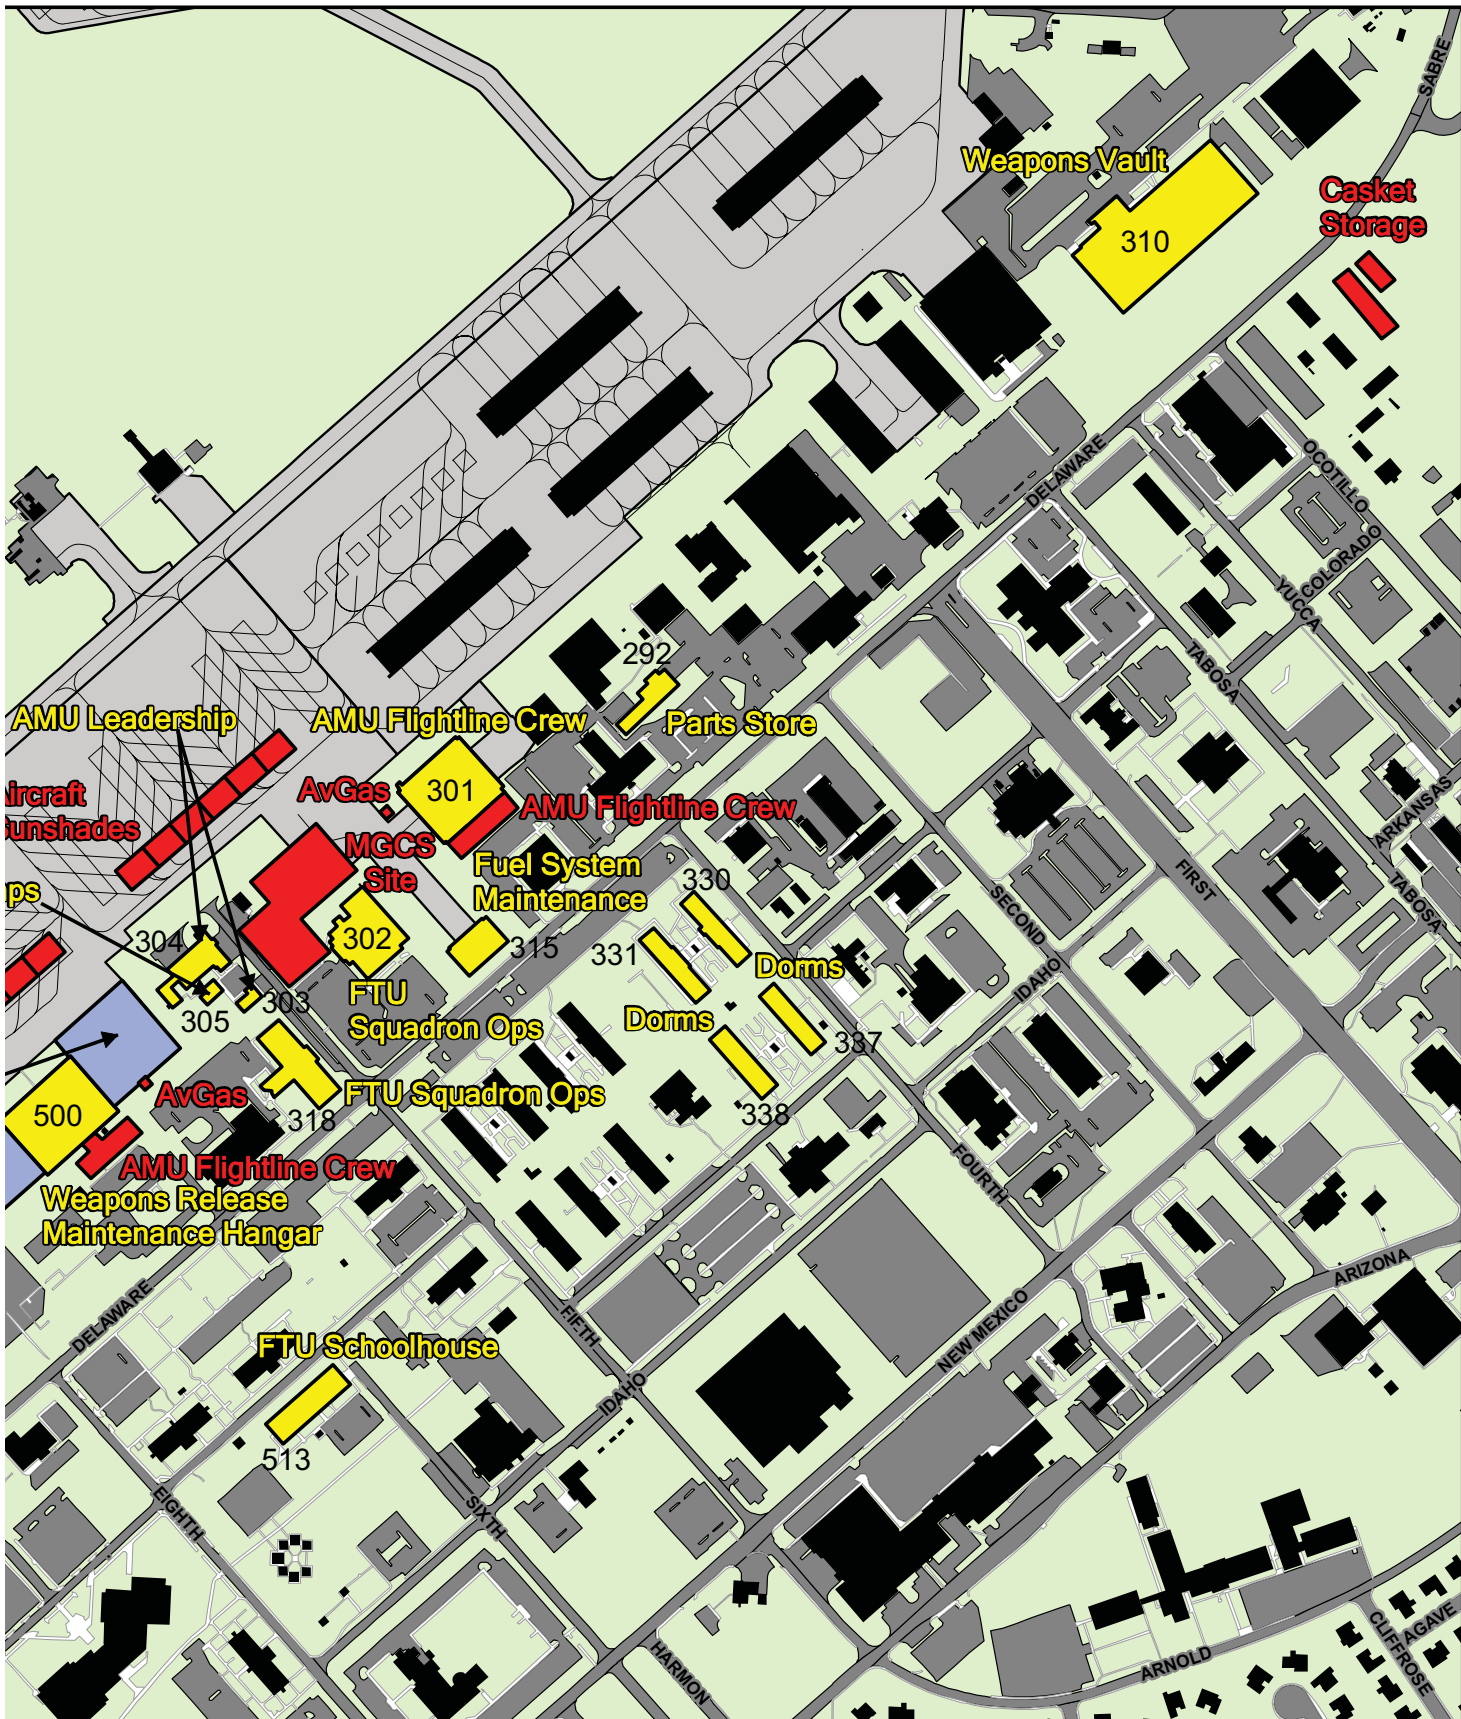 SABRE
Weapons Vault
Casket
Storage
310
DELAWARE
OCOTILLO
COLORADO
YUCCA
TABOSA
292
Parts Store
AMU Leadership
AMU Flightline Crew
AvGas
301
AMU Flightline Crew
Aircraft
Sunshades
MGCS
Site
Fuel System
Maintenance
ARKANSAS
FIRST
TABOSA
330
SECOND
304
302
315
331
Dorms
IDAHO
303
305
FTU
Squadron Ops
Dorms
337
338
500
AvGas
318
FTU Squadron Ops
AMU Flightline Crew
Weapons Release
Maintenance Hangar
FOURTH
DELAWARE
FIFTH
NEW MEXICO
ARIZONA
FTU Schoolhouse
513
IDAHO
EIGHTH
SIXTH
HARMON
ARNOLD
CLIFFROSE
AGAVE